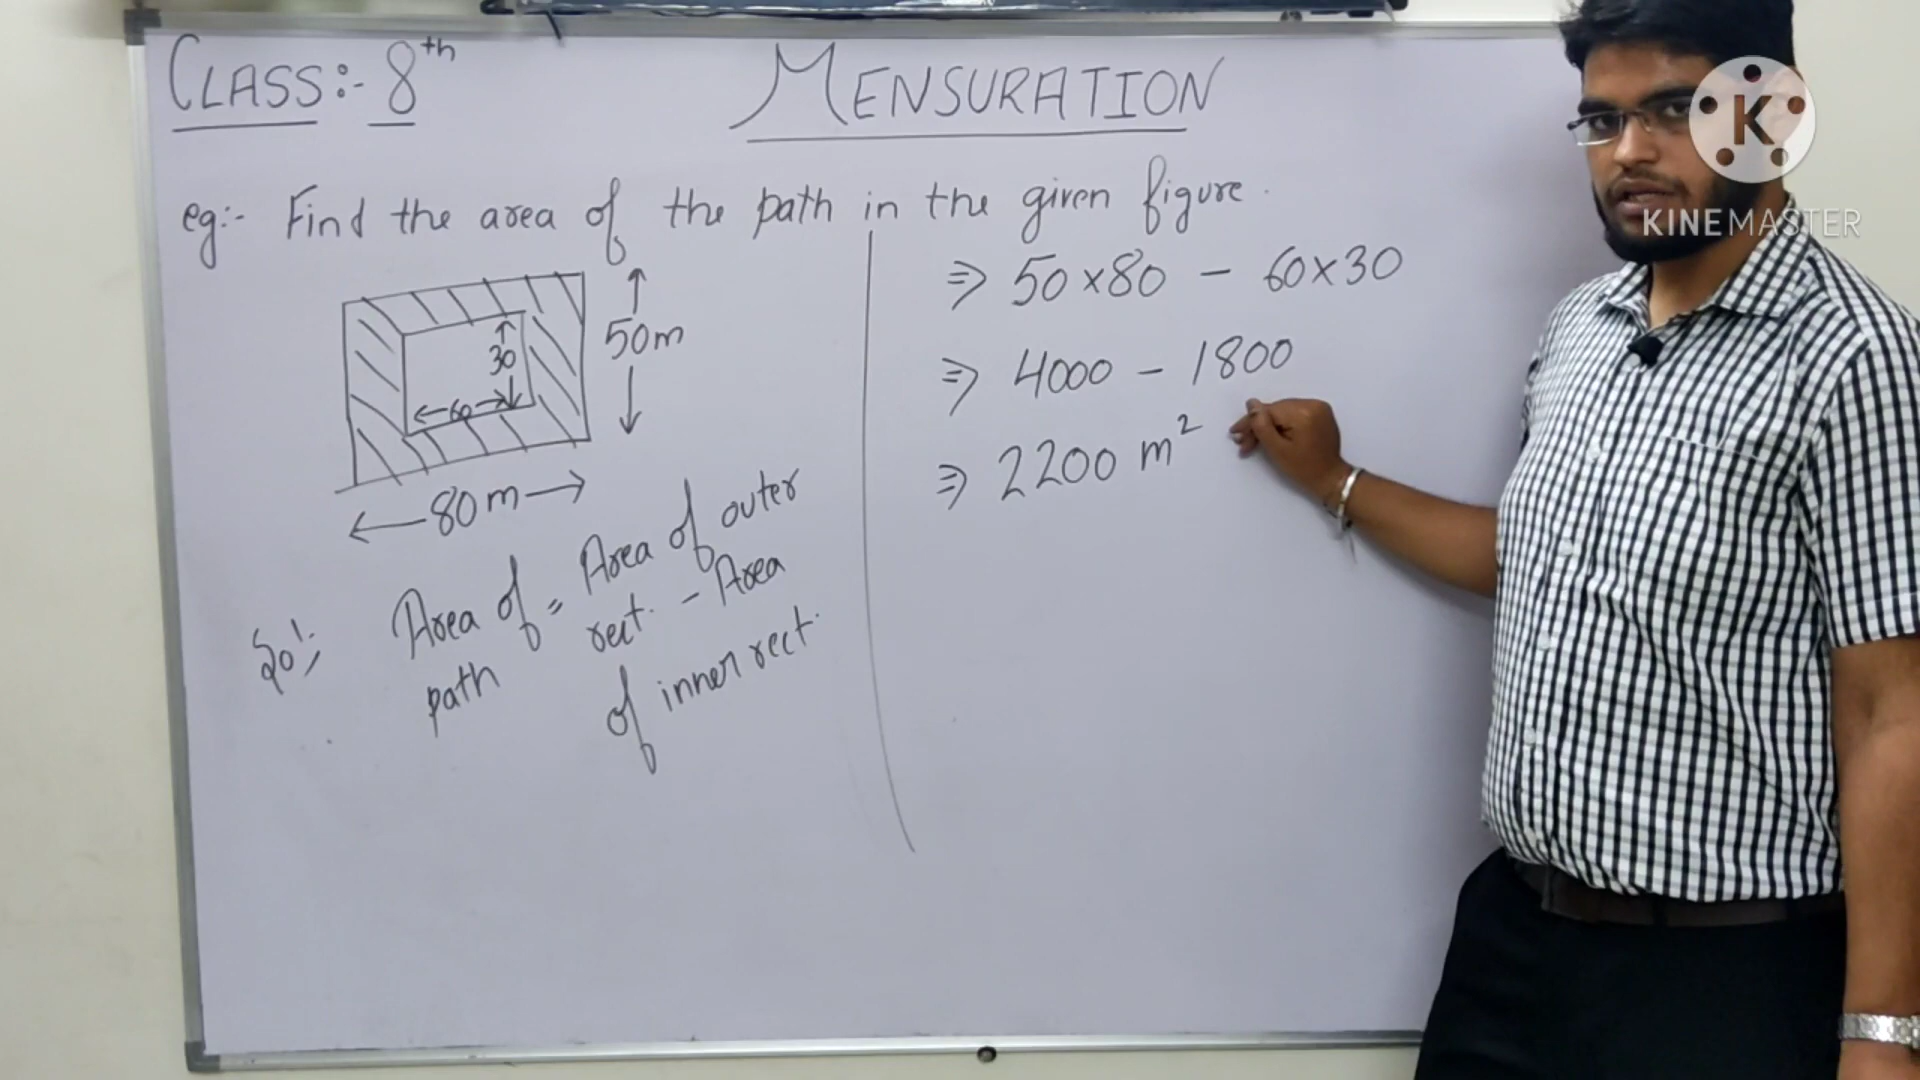 CLASS:- 8th
MENSURATION
eg:- Find the area of the path in the given figure.
50m
30
60
80m
Sol:
Area of = Area of outer
path rect. - Area
of inner rect.
⇒ 50×80 - 60×30
⇒ 4000 - 1800
⇒ 2200 m²
K
KINEMASTER